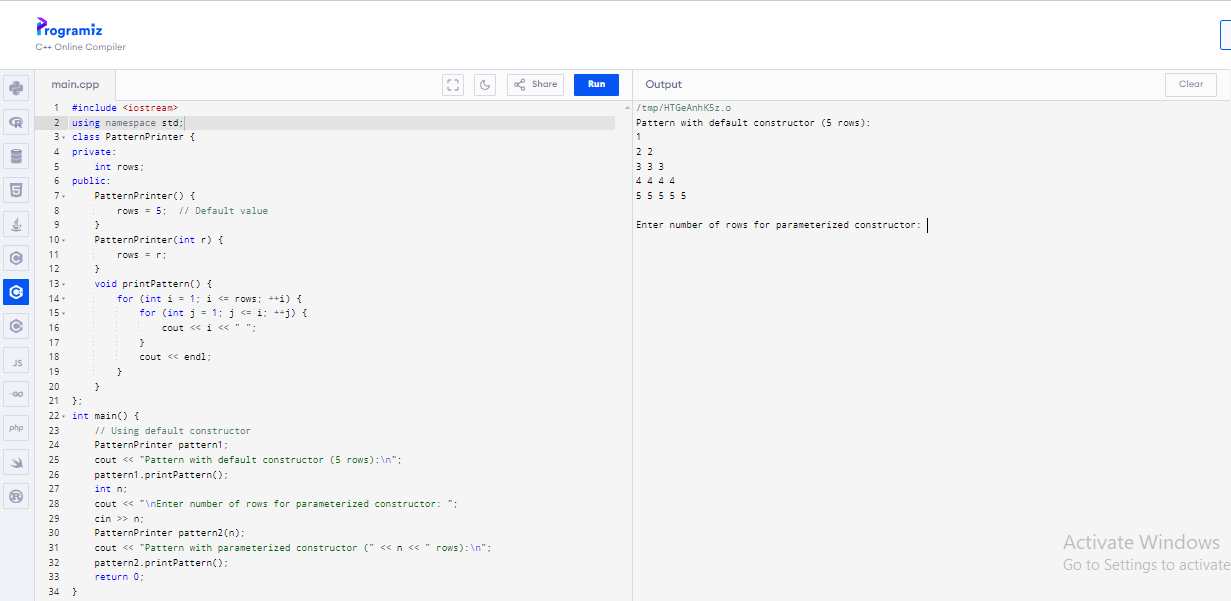 Programiz
C++ Online Compiler
main.cpp
Share
Run
Output
Clear
1 #include <iostream>
2 using namespace std;
3 class PatternPrinter {
4 private:
5     int rows;
6 public:
7     PatternPrinter() {
8         rows = 5;  // Default value
9     }
10     PatternPrinter(int r) {
11         rows = r;
12     }
13     void printPattern() {
14         for (int i = 1; i <= rows; ++i) {
15             for (int j = 1; j <= i; ++j) {
16                 cout << i << " ";
17             }
18             cout << endl;
19         }
20     }
21 };
22 int main() {
23     // Using default constructor
24     PatternPrinter pattern1;
25     cout << "Pattern with default constructor (5 rows):\n";
26     pattern1.printPattern();
27     int n;
28     cout << "\nEnter number of rows for parameterized constructor: ";
29     cin >> n;
30     PatternPrinter pattern2(n);
31     cout << "Pattern with parameterized constructor (" << n << " rows):\n";
32     pattern2.printPattern();
33     return 0;
34 }
/tmp/HTGeAnhK5z.o
Pattern with default constructor (5 rows):
1
2 2
3 3 3
4 4 4 4
5 5 5 5 5
Enter number of rows for parameterized constructor:
JS
GO
php
Activate Windows
Go to Settings to activate